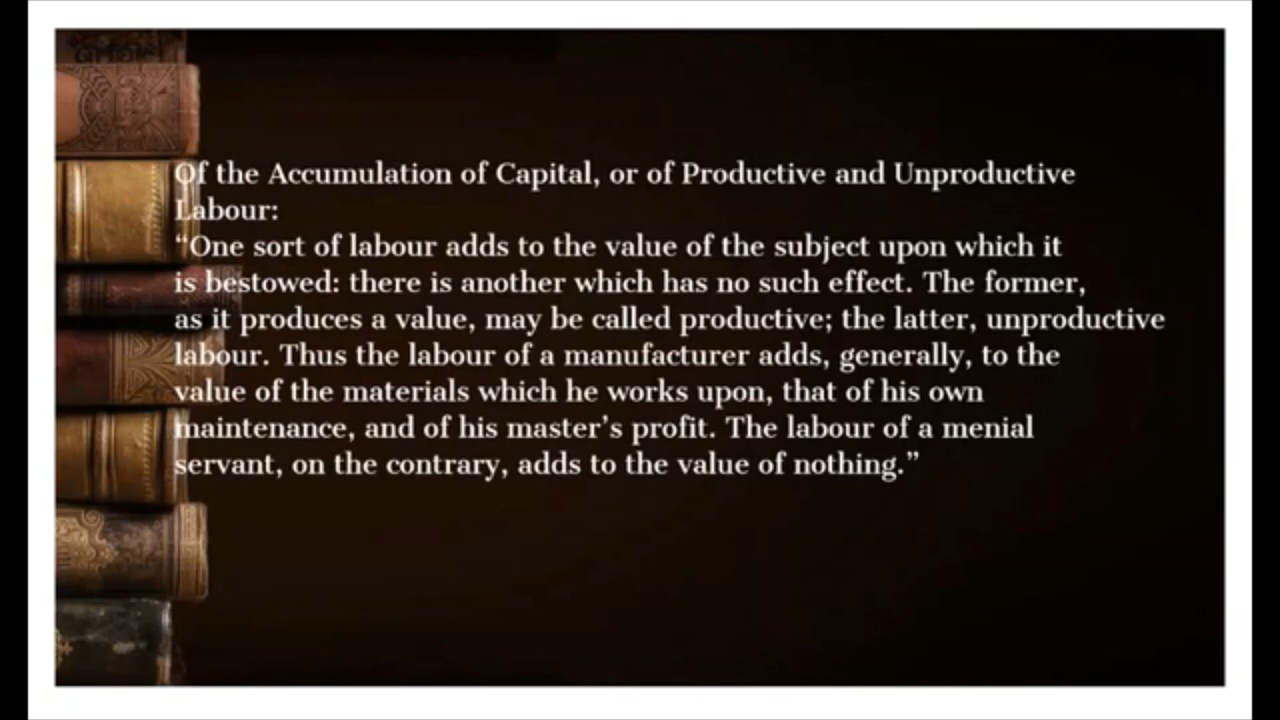 Of the Accumulation of Capital, or of Productive and Unproductive
Labour:
“One sort of labour adds to the value of the subject upon which it
is bestowed: there is another which has no such effect. The former,
as it produces a value, may be called productive; the latter, unproductive
labour. Thus the labour of a manufacturer adds, generally, to the
value of the materials which he works upon, that of his own
maintenance, and of his master’s profit. The labour of a menial
servant, on the contrary, adds to the value of nothing.”